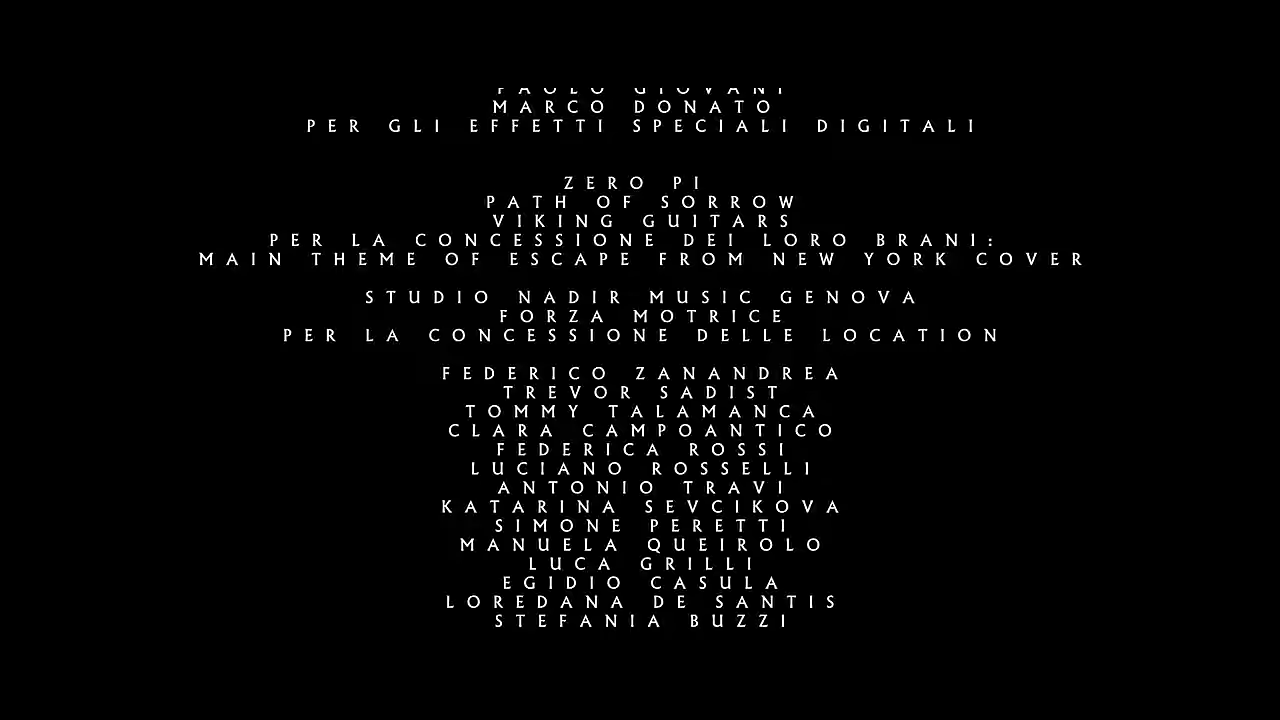 PAOLO GIOVANI
MARCO DONATO
PER GLI EFFETTI SPECIALI DIGITALI
ZERO PI
PATH OF SORROW
VIKING GUITARS
PER LA CONCESSIONE DEI LORO BRANI:
MAIN THEME OF ESCAPE FROM NEW YORK COVER
STUDIO NADIR MUSIC GENOVA
FORZA MOTRICE
PER LA CONCESSIONE DELLE LOCATION
FEDERICO ZANANDREA
TREVOR SADIST
TOMMY TALAMANCA
CLARA CAMPOANTICO
FEDERICA ROSSI
LUCIANO ROSSELLI
ANTONIO TRAVI
KATARINA SEVCIKOVA
SIMONE PERETTI
MANUELA QUEIROLO
LUCA GRILLI
EGIDIO CASULA
LOREDANA DE SANTIS
STEFANIA BUZZI